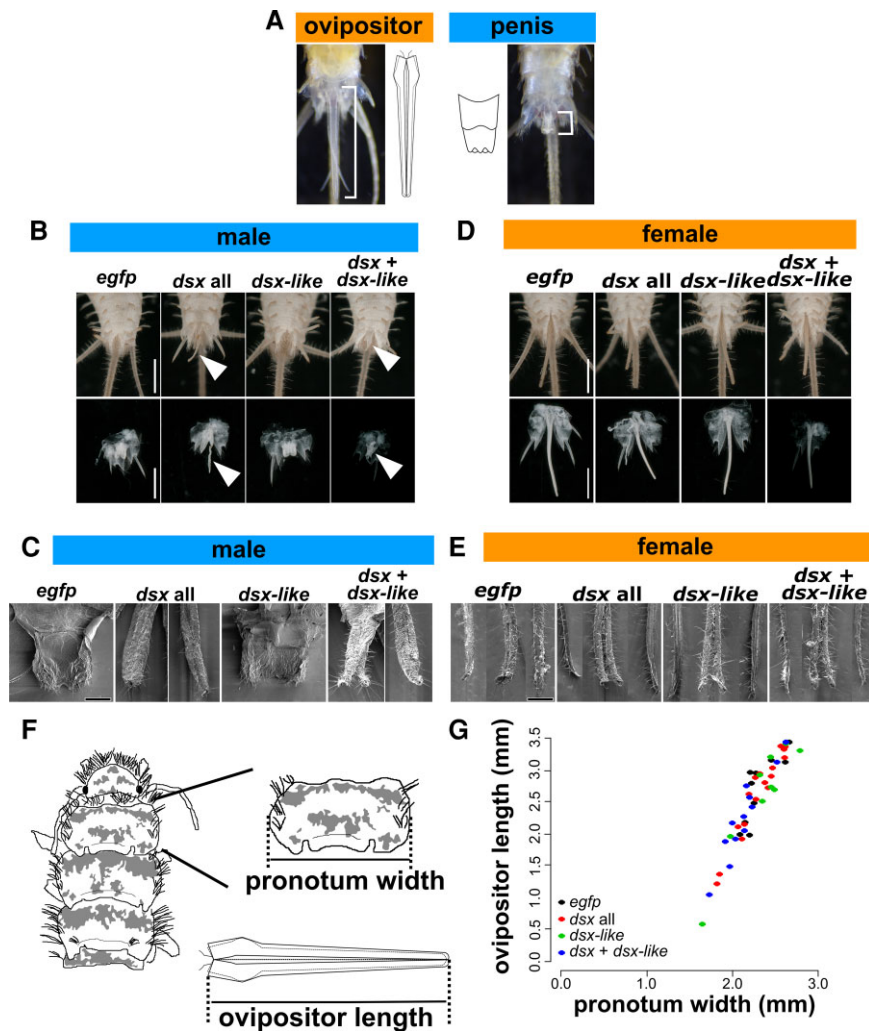 A
ovipositor
penis
B
male
egfp
dsx all
dsx-like
dsx +
dsx-like
D
female
egfp
dsx all
dsx-like
dsx +
dsx-like
C
male
egfp
dsx all
dsx-like
dsx +
dsx-like
E
female
egfp
dsx all
dsx-like
dsx +
dsx-like
F
pronotum width
ovipositor length
G
ovipositor length (mm)
3.5
3.0
2.5
2.0
1.5
1.0
0.5
0.0
egfp
dsx all
dsx-like
dsx + dsx-like
0.0
1.0
2.0
3.0
pronotum width (mm)